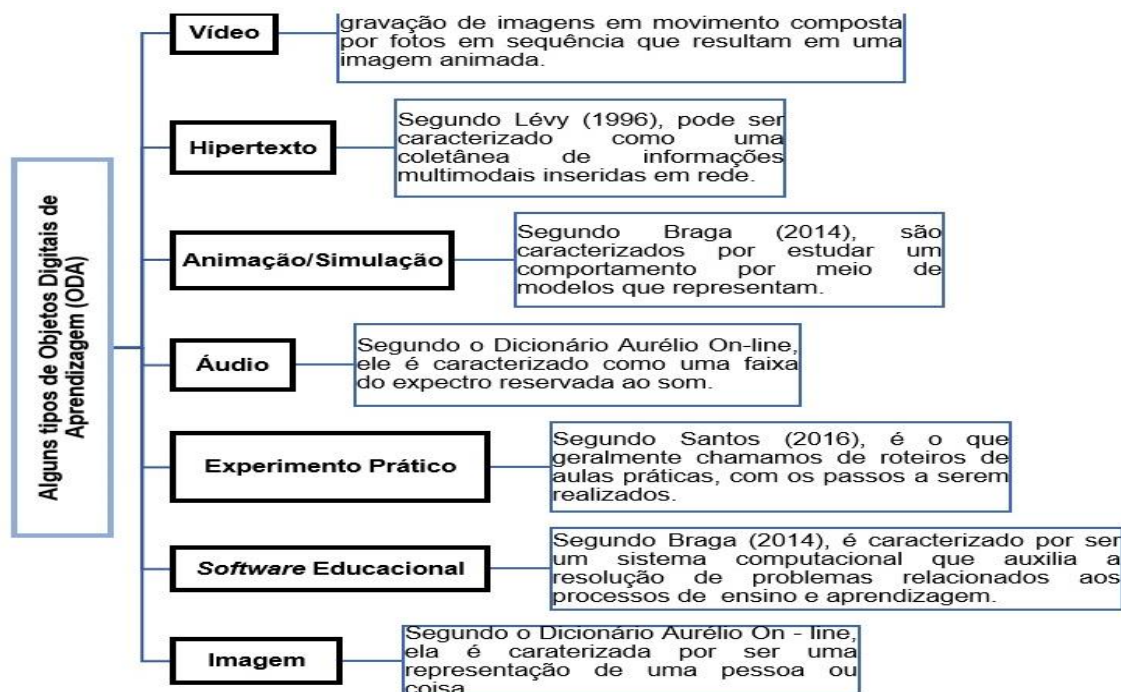 Alguns tipos de Objetos Digitais de
Aprendizagem (ODA)
Vídeo
gravação de imagens em movimento composta
por fotos em sequência que resultam em uma
imagem animada.
Hipertexto
Segundo Lévy (1996), pode ser
caracterizado como uma
coletânea de informações
multimodais inseridas em rede.
Animação/Simulação
Segundo Braga (2014), são
caracterizados por estudar um
comportamento por meio de
modelos que representam.
Áudio
Segundo o Dicionário Aurélio On-line,
ele é caracterizado como uma faixa
do expectro reservada ao som.
Experimento Prático
Segundo Santos (2016), é o que
geralmente chamamos de roteiros de
aulas práticas, com os passos a serem
realizados.
Software Educacional
Segundo Braga (2014), é caracterizado por ser
um sistema computacional que auxilia a
resolução de problemas relacionados aos
processos de ensino e aprendizagem.
Imagem
Segundo o Dicionário Aurélio On - line,
ela é caraterizada por ser uma
representação de uma pessoa ou
coisa